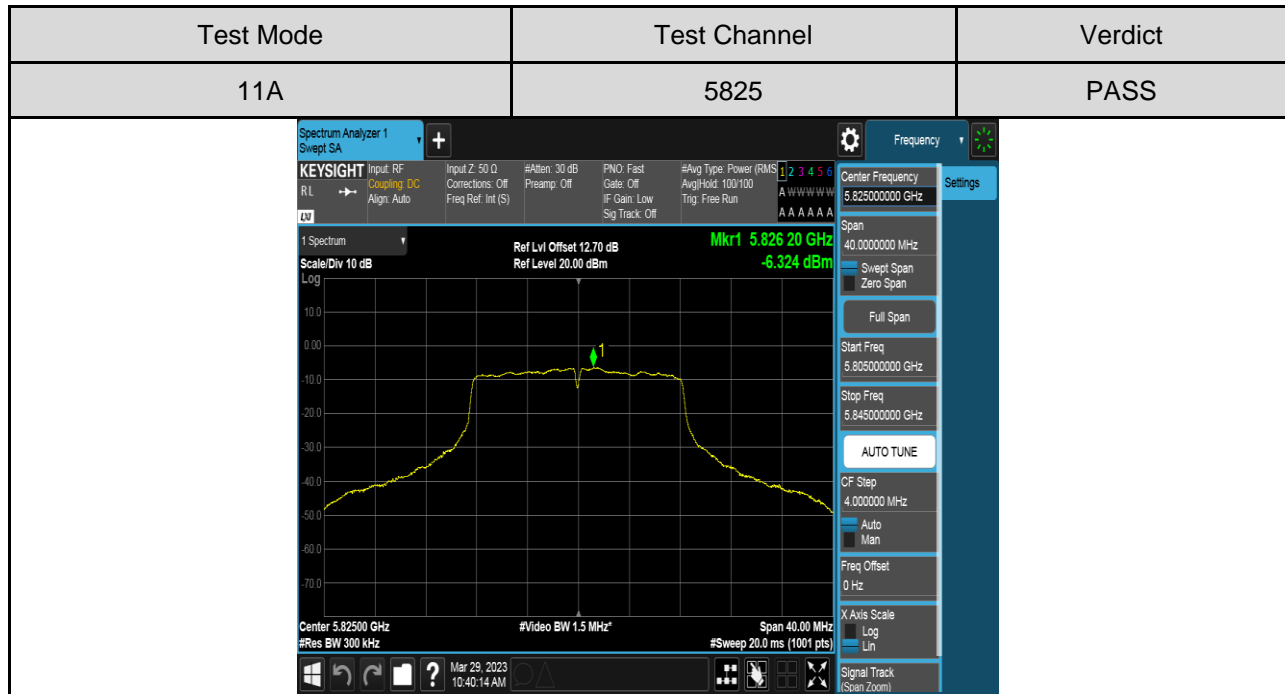 Test Mode
Test Channel
Verdict
11A
5825
PASS
Spectrum Analyzer 1
Swept SA
+
Frequency
KEYSIGHT
RL
LXI
Input: RF
Coupling: DC
Align: Auto
Input Z: 50 Ω
Corrections: Off
Freq Ref: Int (S)
#Atten: 30 dB
Preamp: Off
PNO: Fast
Gate: Off
IF Gain: Low
Sig Track: Off
#Avg Type: Power (RMS
Avg|Hold: 100/100
Trig: Free Run
1 2 3 4 5 6
A W W W W W
A A A A A A
1 Spectrum
Scale/Div 10 dB
Log
Ref Lvl Offset 12.70 dB
Ref Level 20.00 dBm
Mkr1 5.826 20 GHz
-6.324 dBm
10.0
0.00
-10.0
-20.0
-30.0
-40.0
-50.0
-60.0
-70.0
1
Center 5.82500 GHz
#Res BW 300 kHz
#Video BW 1.5 MHz*
Span 40.00 MHz
#Sweep 20.0 ms (1001 pts)
?
Mar 29, 2023
10:40:14 AM
Center Frequency
5.825000000 GHz
Span
40.0000000 MHz
Swept Span
Zero Span
Full Span
Start Freq
5.805000000 GHz
Stop Freq
5.845000000 GHz
AUTO TUNE
CF Step
4.000000 MHz
Auto
Man
Freq Offset
0 Hz
X Axis Scale
Log
Lin
Signal Track
(Span Zoom)
Settings